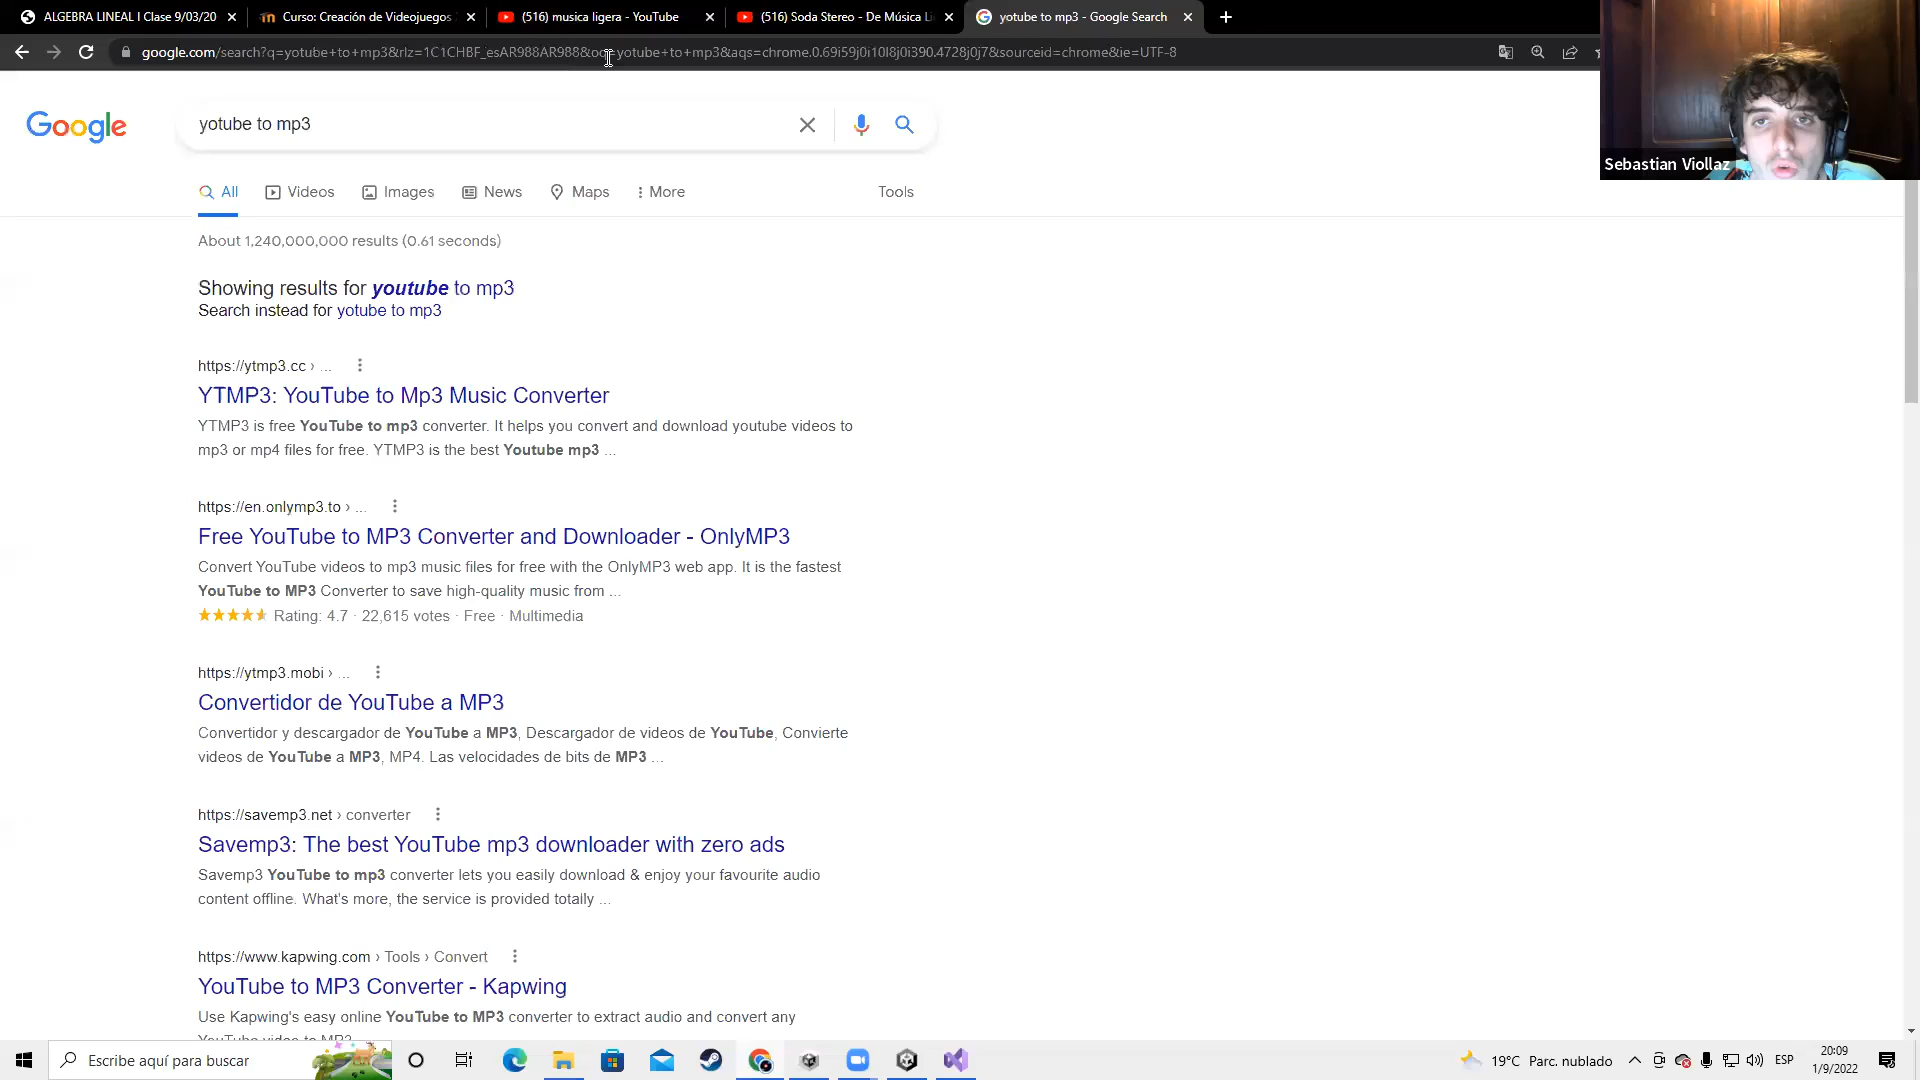 ALGEBRA LINEAL I Clase 9/03/20
Curso: Creación de Videojuegos
(516) musica ligera - YouTube
(516) Soda Stereo - De Música Li
yotube to mp3 - Google Search
google.com/search?q=yotube+to+mp3&rlz=1C1CHBF_esAR988AR988&oq=yotube+to+mp3&aqs=chrome.0.69i59j0i10l8j0i390.4728j0j7&sourceid=chrome&ie=UTF-8
Google
yotube to mp3
Sebastian Viollaz
All Videos Images News Maps More Tools
About 1,240,000,000 results (0.61 seconds)
Showing results for youtube to mp3
Search instead for yotube to mp3
https://ytmp3.cc › ...
YTMP3: YouTube to Mp3 Music Converter
YTMP3 is free YouTube to mp3 converter. It helps you convert and download youtube videos to
mp3 or mp4 files for free. YTMP3 is the best Youtube mp3 ...
https://en.onlymp3.to › ...
Free YouTube to MP3 Converter and Downloader - OnlyMP3
Convert YouTube videos to mp3 music files for free with the OnlyMP3 web app. It is the fastest
YouTube to MP3 Converter to save high-quality music from ...
Rating: 4.7 · 22,615 votes · Free · Multimedia
https://ytmp3.mobi › ...
Convertidor de YouTube a MP3
Convertidor y descargador de YouTube a MP3, Descargador de videos de YouTube, Convierte
videos de YouTube a MP3, MP4. Las velocidades de bits de MP3 ...
https://savemp3.net › converter
Savemp3: The best YouTube mp3 downloader with zero ads
Savemp3 YouTube to mp3 converter lets you easily download & enjoy your favourite audio
content offline. What's more, the service is provided totally ...
https://www.kapwing.com › Tools › Convert
YouTube to MP3 Converter - Kapwing
Use Kapwing's easy online YouTube to MP3 converter to extract audio and convert any
YouTube video to MP3
Escribe aquí para buscar
19°C Parc. nublado
ESP
20:09
1/9/2022